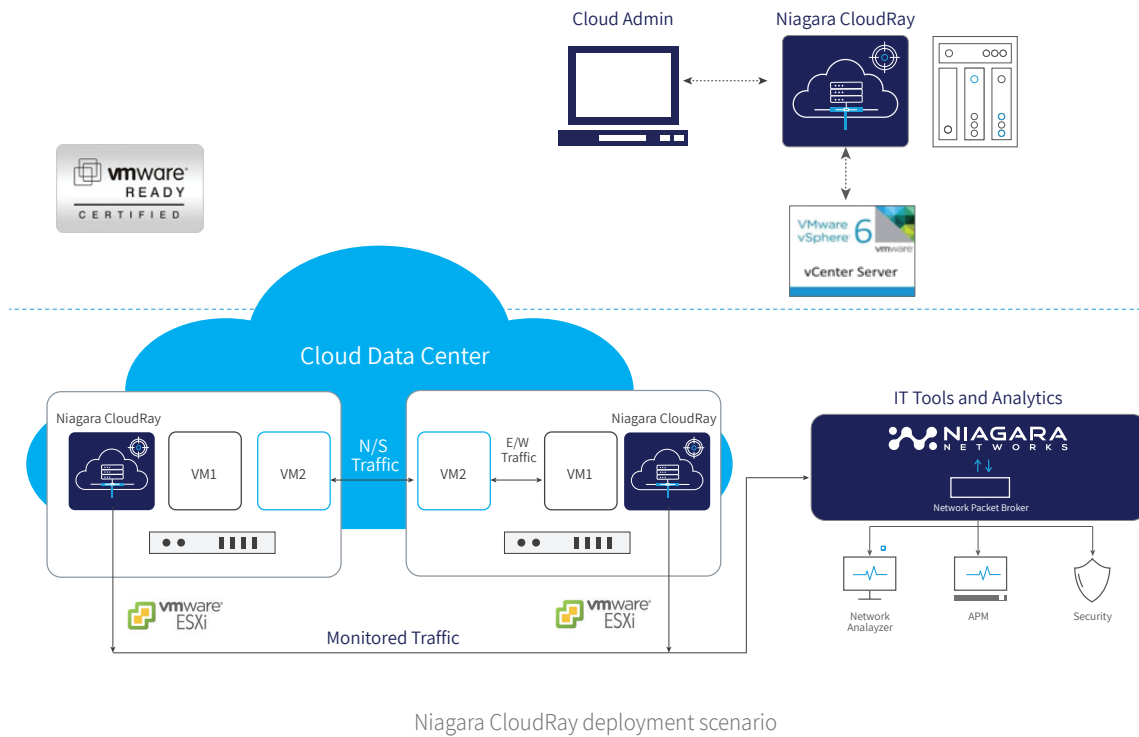 Cloud Admin
Niagara CloudRay
vmware®
READY
CERTIFIED
VMware
vSphere®
6
vmware®
vCenter Server
Cloud Data Center
Niagara CloudRay
VM1
VM2
N/S
Traffic
VM2
E/W
Traffic
VM1
Niagara CloudRay
IT Tools and Analytics
NIAGARA
NETWORKS
Network Packet Broker
Network
Analayzer
APM
Security
vmware®
ESXi
vmware®
ESXi
Monitored Traffic
Niagara CloudRay deployment scenario